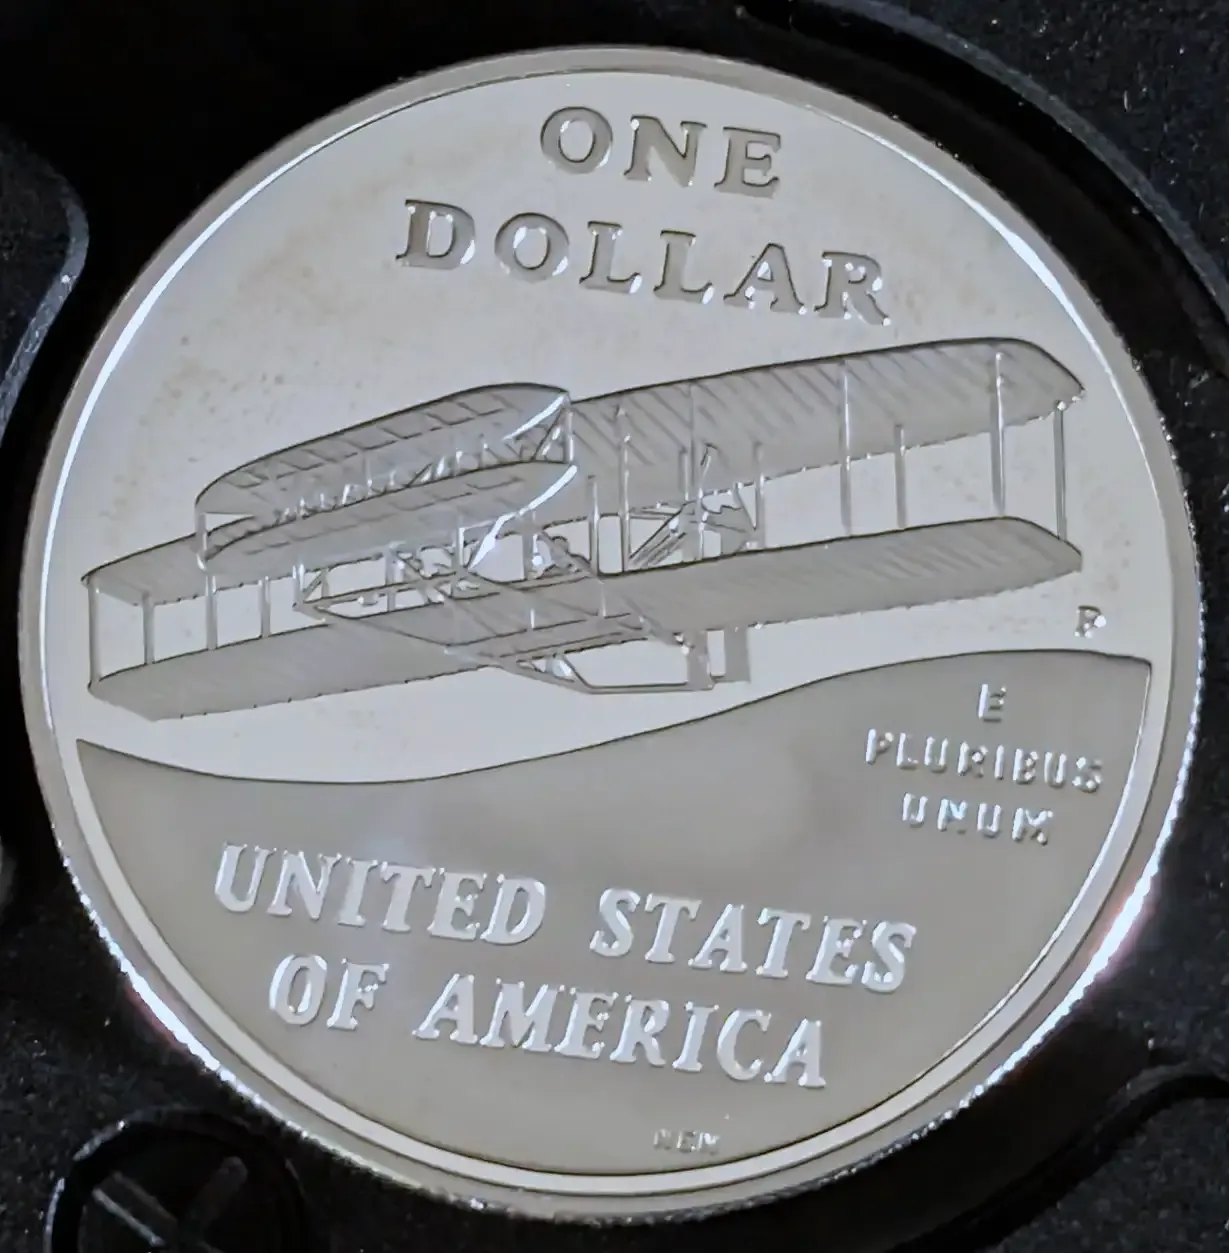 ONE
DOLLAR
P
E
PLURIBUS
UNUM
UNITED STATES
OF AMERICA